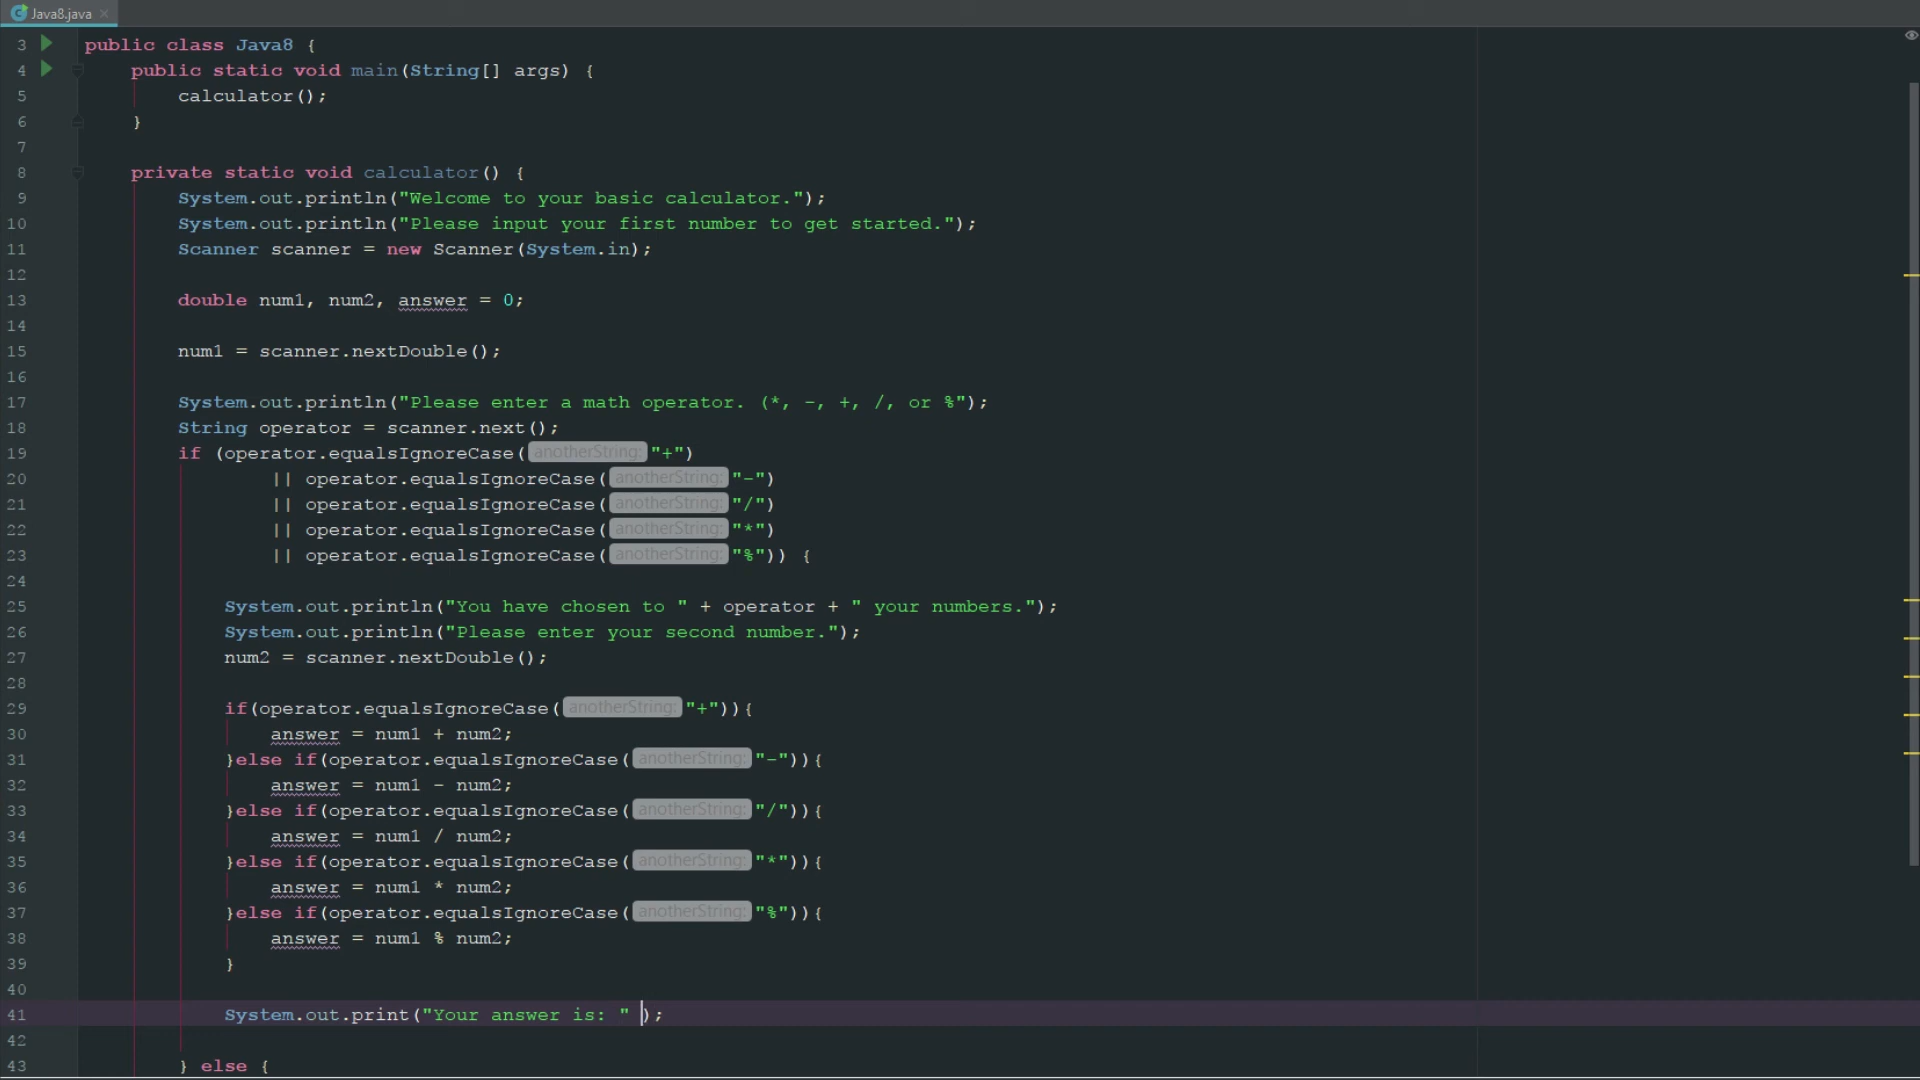 Java8.java
3 public class Java8 {
4 public static void main(String[] args) {
5 calculator();
6 }
7
8 private static void calculator() {
9 System.out.println("Welcome to your basic calculator.");
10 System.out.println("Please input your first number to get started.");
11 Scanner scanner = new Scanner(System.in);
12
13 double num1, num2, answer = 0;
14
15 num1 = scanner.nextDouble();
16
17 System.out.println("Please enter a math operator. (*, -, +, /, or %");
18 String operator = scanner.next();
19 if (operator.equalsIgnoreCase( anotherString: "+")
20 || operator.equalsIgnoreCase( anotherString: "-")
21 || operator.equalsIgnoreCase( anotherString: "/")
22 || operator.equalsIgnoreCase( anotherString: "*")
23 || operator.equalsIgnoreCase( anotherString: "%")) {
24
25 System.out.println("You have chosen to " + operator + " your numbers.");
26 System.out.println("Please enter your second number.");
27 num2 = scanner.nextDouble();
28
29 if(operator.equalsIgnoreCase( anotherString: "+")){
30 answer = num1 + num2;
31 }else if(operator.equalsIgnoreCase( anotherString: "-")){
32 answer = num1 - num2;
33 }else if(operator.equalsIgnoreCase( anotherString: "/")){
34 answer = num1 / num2;
35 }else if(operator.equalsIgnoreCase( anotherString: "*")){
36 answer = num1 * num2;
37 }else if(operator.equalsIgnoreCase( anotherString: "%")){
38 answer = num1 % num2;
39 }
40
41 System.out.print("Your answer is: " );
42
43 } else {